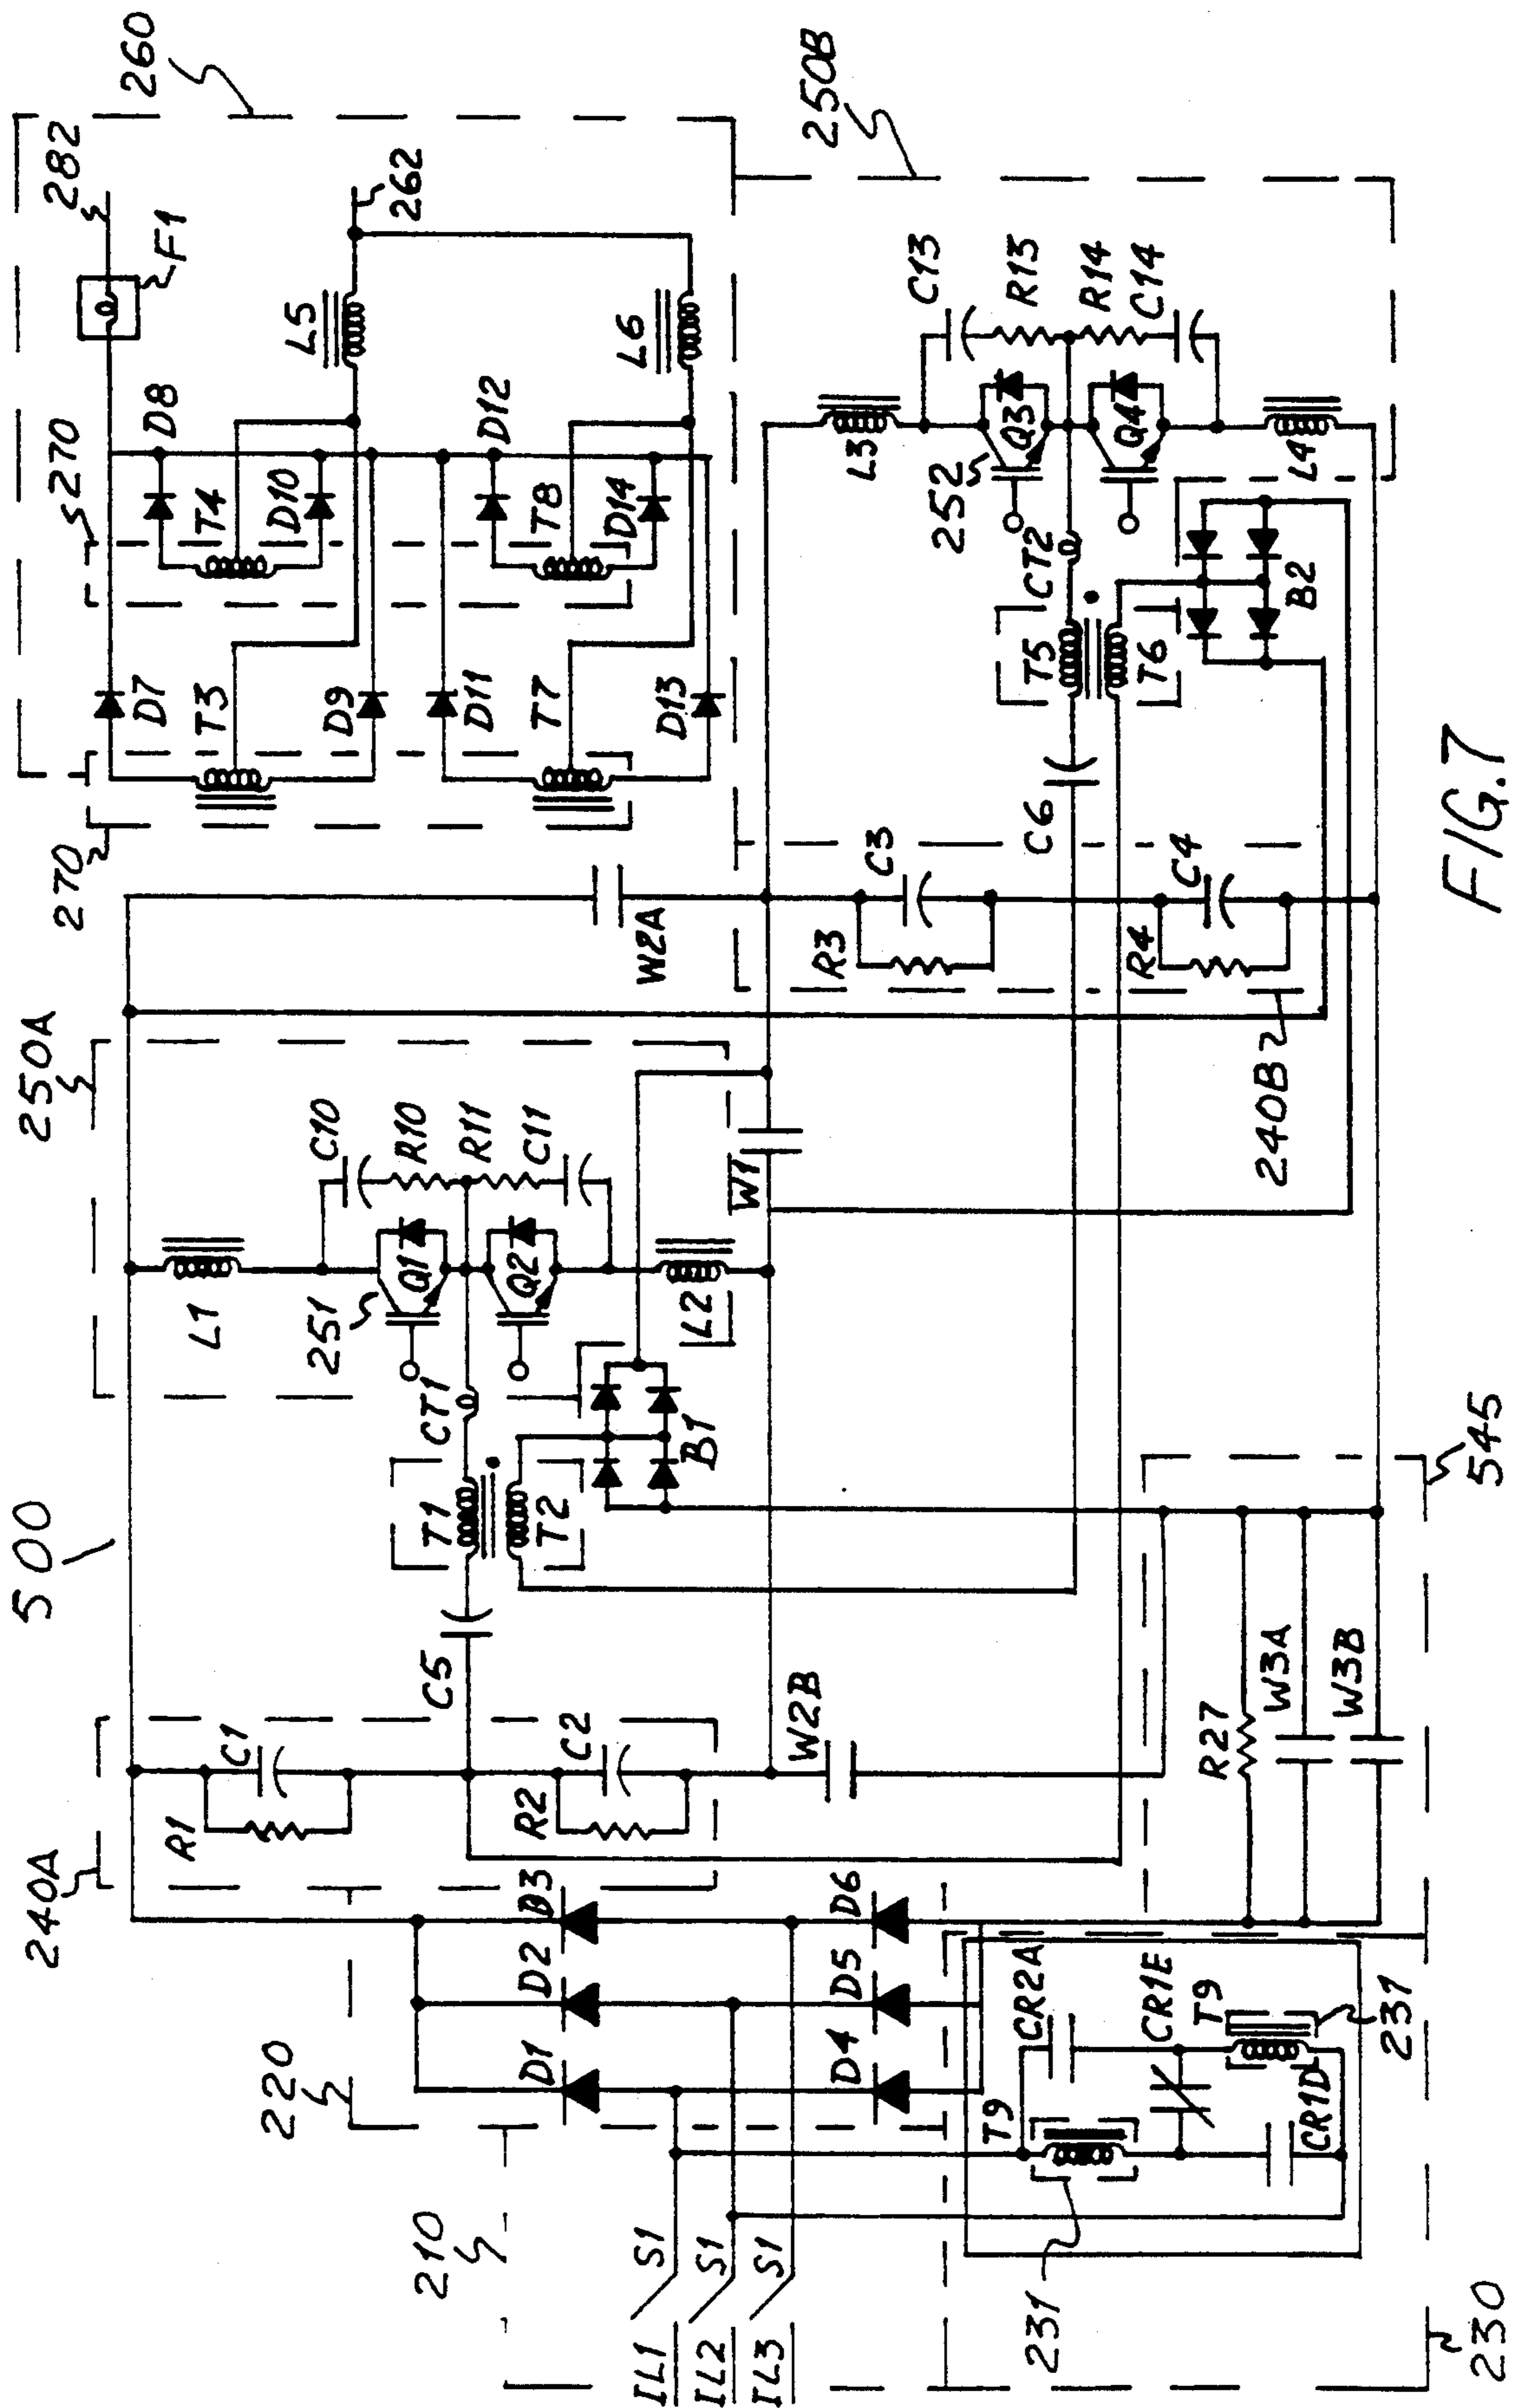 500
210
220
240A
250A
270
270
282
260
250B
IL1
S1
IL2
S1
IL3
S1
D1
D2
D3
D4
D5
D6
R1
C1
R2
C2
C5
T1
T2
CT1
B1
251
Q1
Q2
L1
L2
C10
R10
R11
C11
W1
W2A
W2B
D7
T3
D9
D11
T7
D13
D8
T4
D10
D12
T8
D14
F1
L5
262
L6
R3
C3
R4
C4
C6
T5
T6
CT2
B2
252
Q3
Q4
L3
L4
C13
R13
R14
C14
240B
R27
W3A
W3B
545
T9
CR2A
CR1E
T9
CR1D
231
231
230
FIG.7